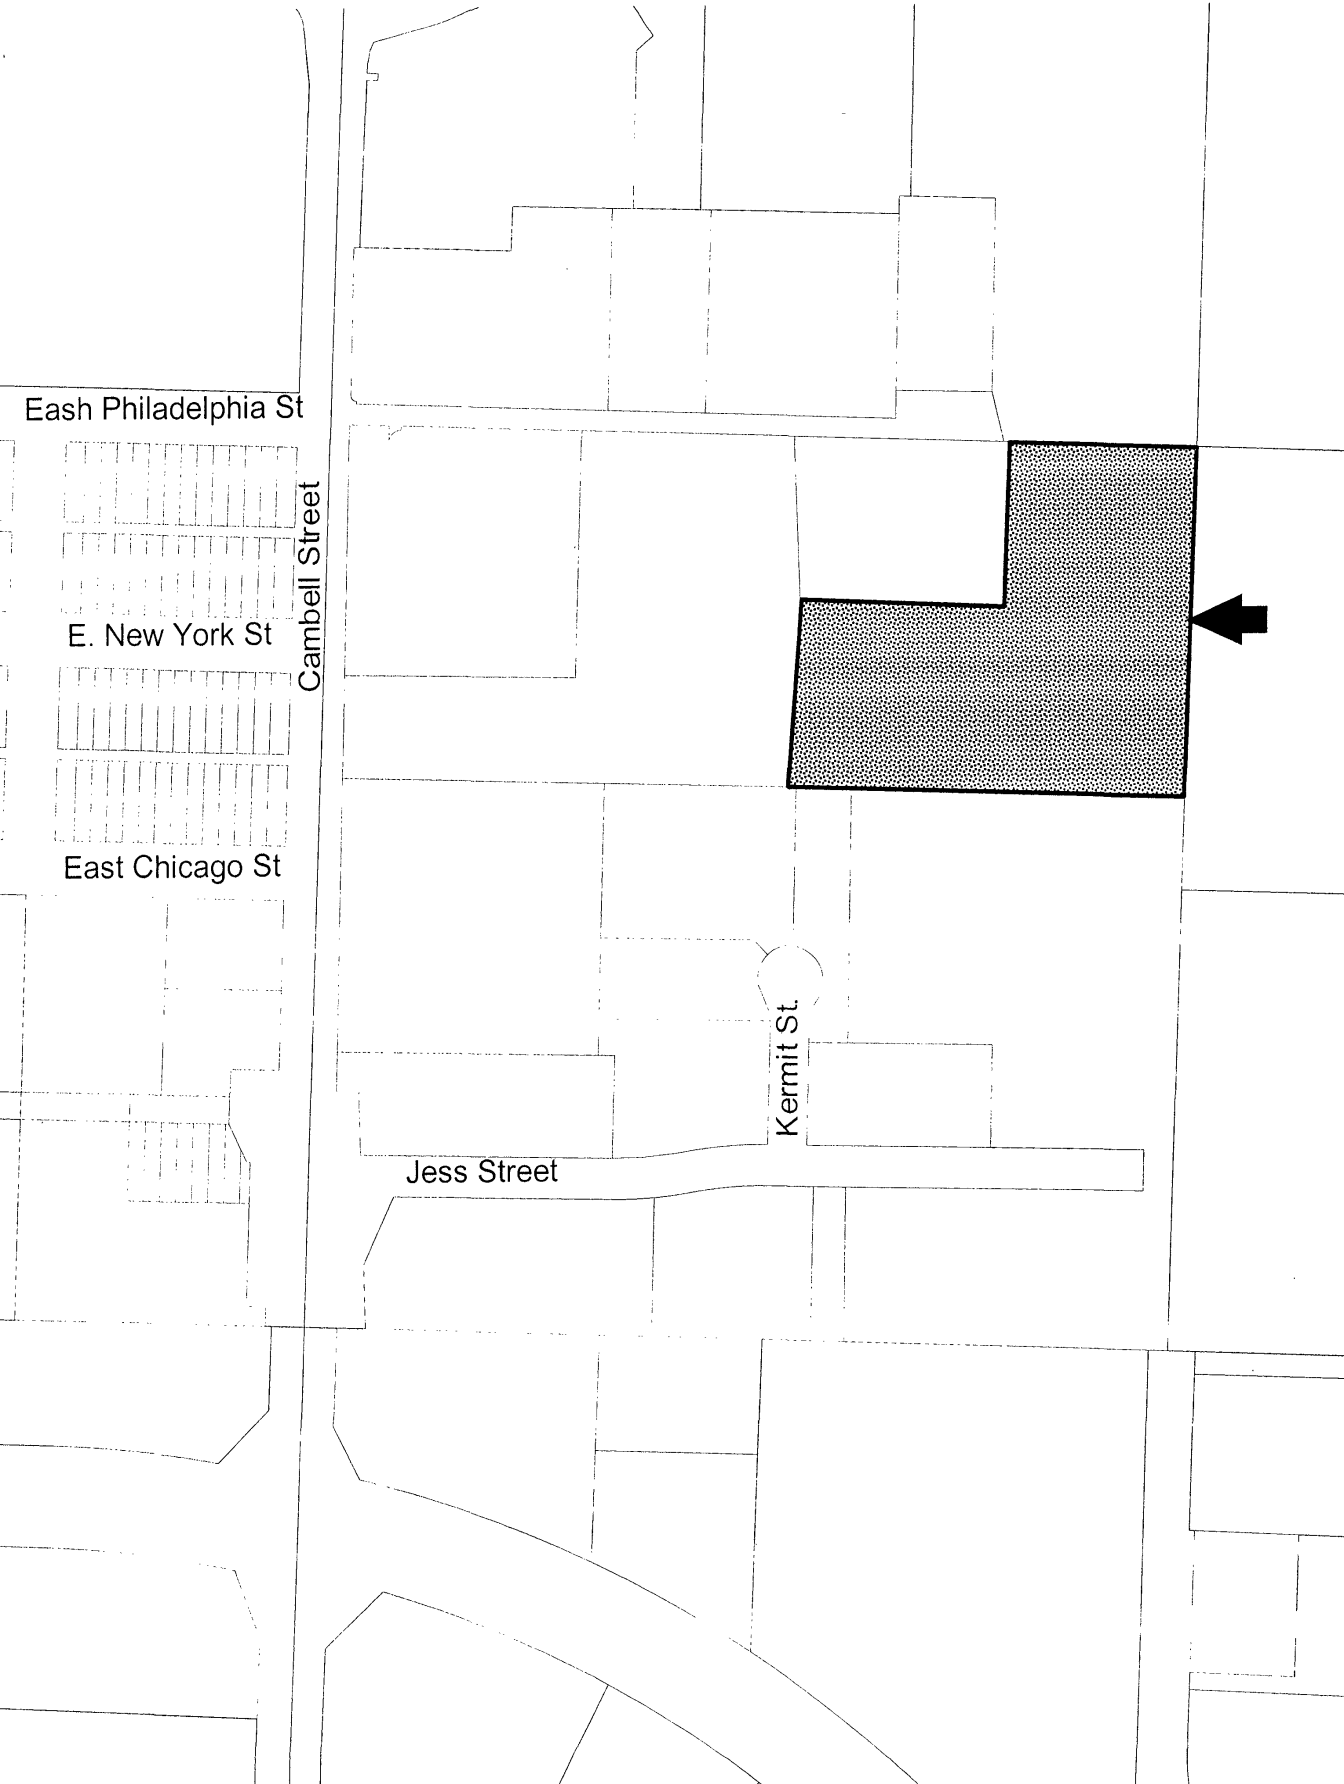 Eash Philadelphia St
Cambell Street
E. New York St
East Chicago St
Kermit St.
Jess Street